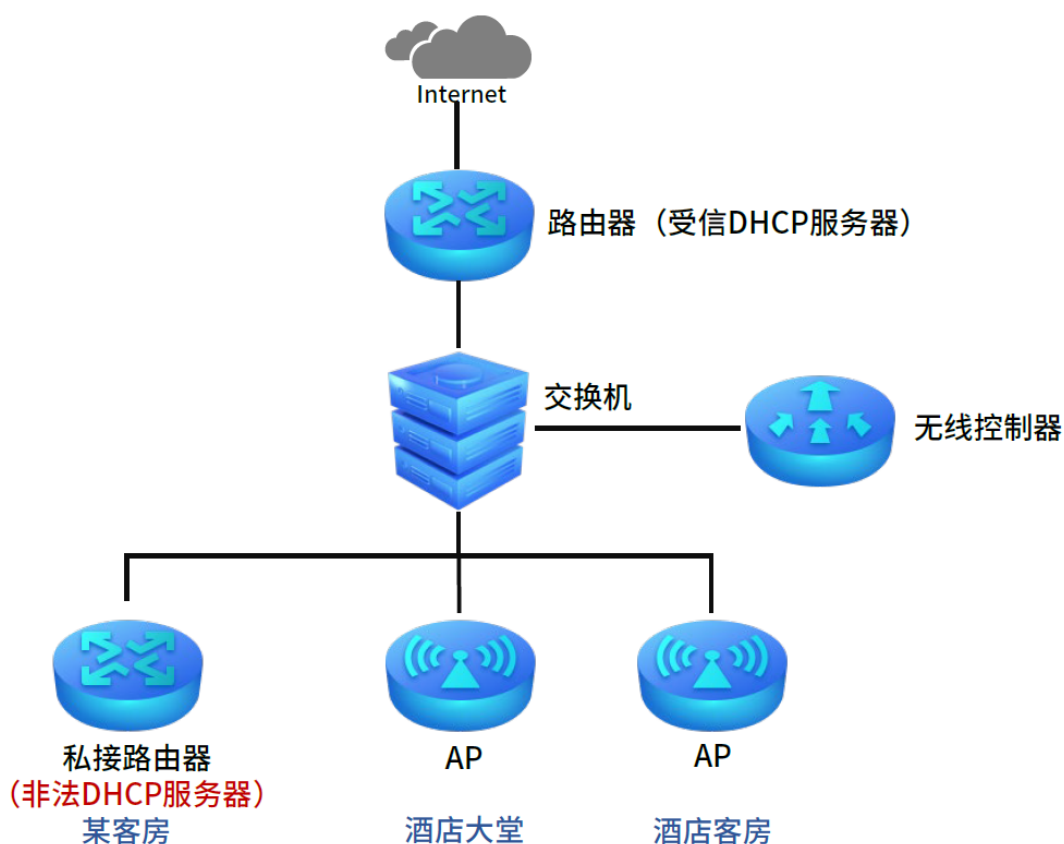 Internet
路由器（受信DHCP服务器）
交换机
无线控制器
私接路由器
（非法DHCP服务器）
某客房
AP
酒店大堂
AP
酒店客房